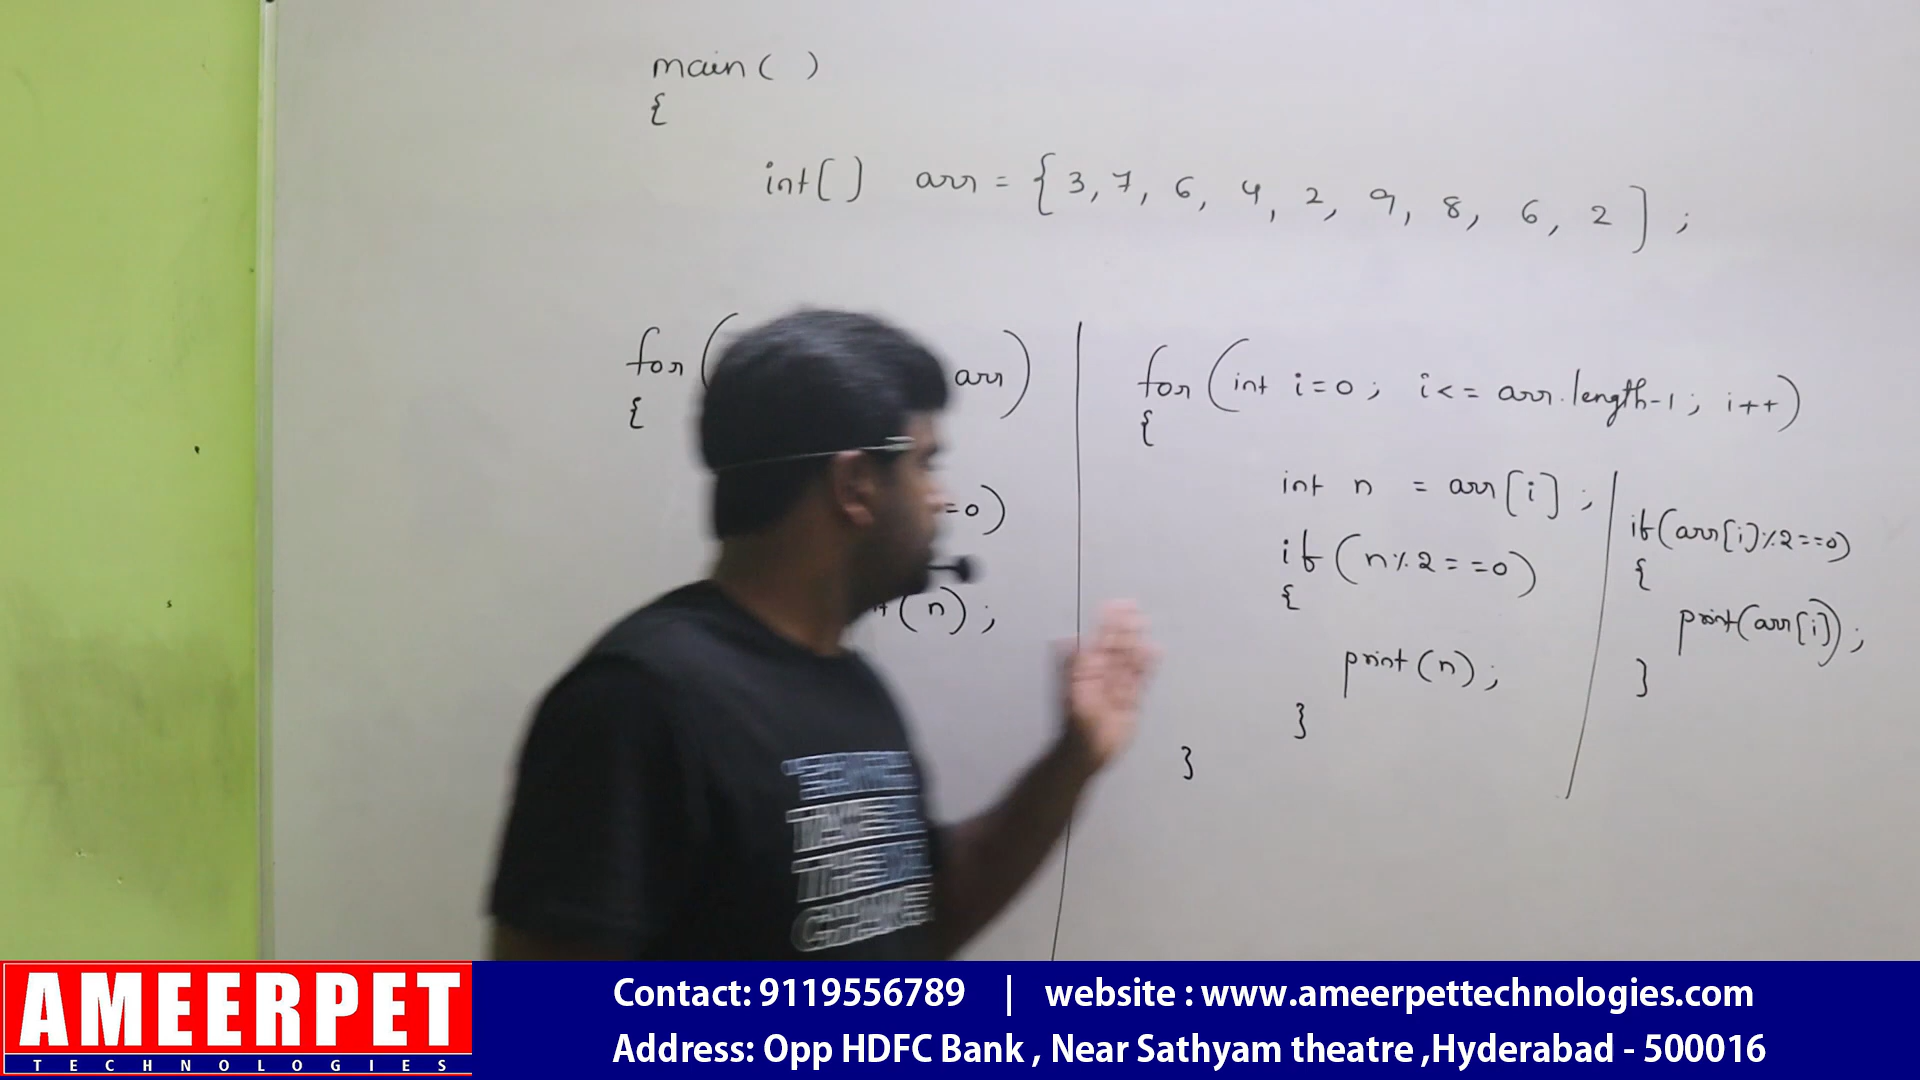 main ( )
{
int[] arr = {3, 7, 6, 4, 2, 9, 8, 6, 2} ;
for ( arr)
{
=0)
(n);
for (int i=0; i<= arr.length-1; i++)
{
int n = arr[i];
if (n%2==0)
{
print(n);
}
}
if(arr[i]%2==0)
{
print(arr[i]);
}
AMEERPET
TECHNOLOGIES
Contact: 9119556789 | website : www.ameerpettechnologies.com
Address: Opp HDFC Bank , Near Sathyam theatre ,Hyderabad - 500016